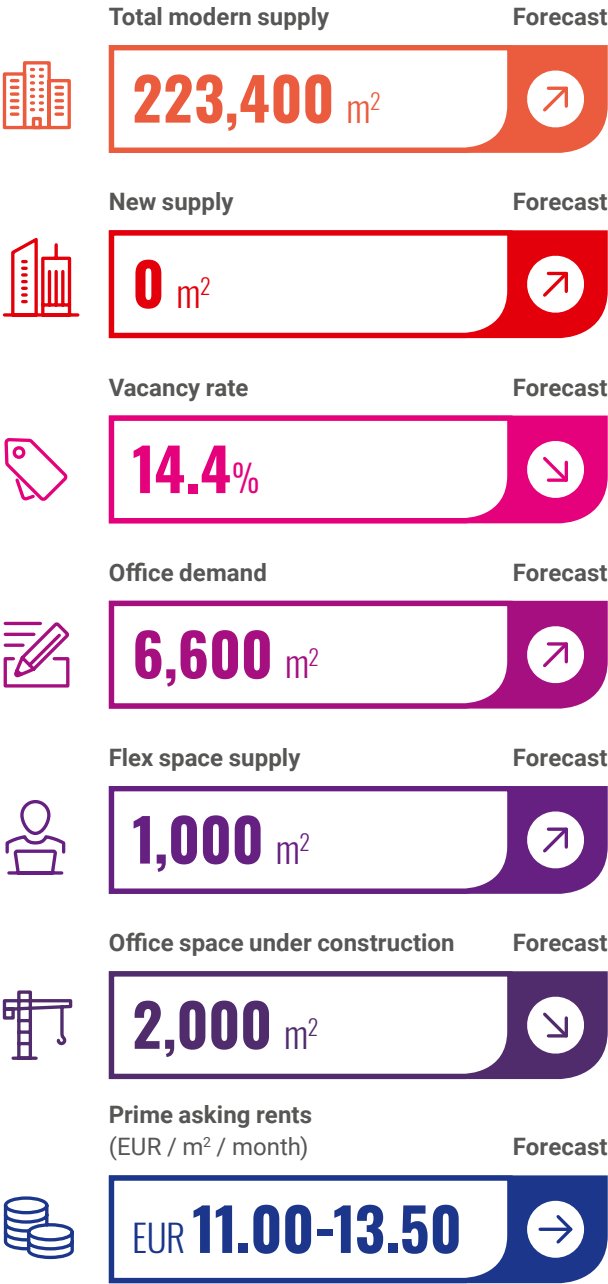 Total modern supply Forecast
223,400 m²
New supply Forecast
0 m²
Vacancy rate Forecast
14.4%
Office demand Forecast
6,600 m²
Flex space supply Forecast
1,000 m²
Office space under construction Forecast
2,000 m²
Prime asking rents
(EUR / m² / month) Forecast
EUR 11.00-13.50